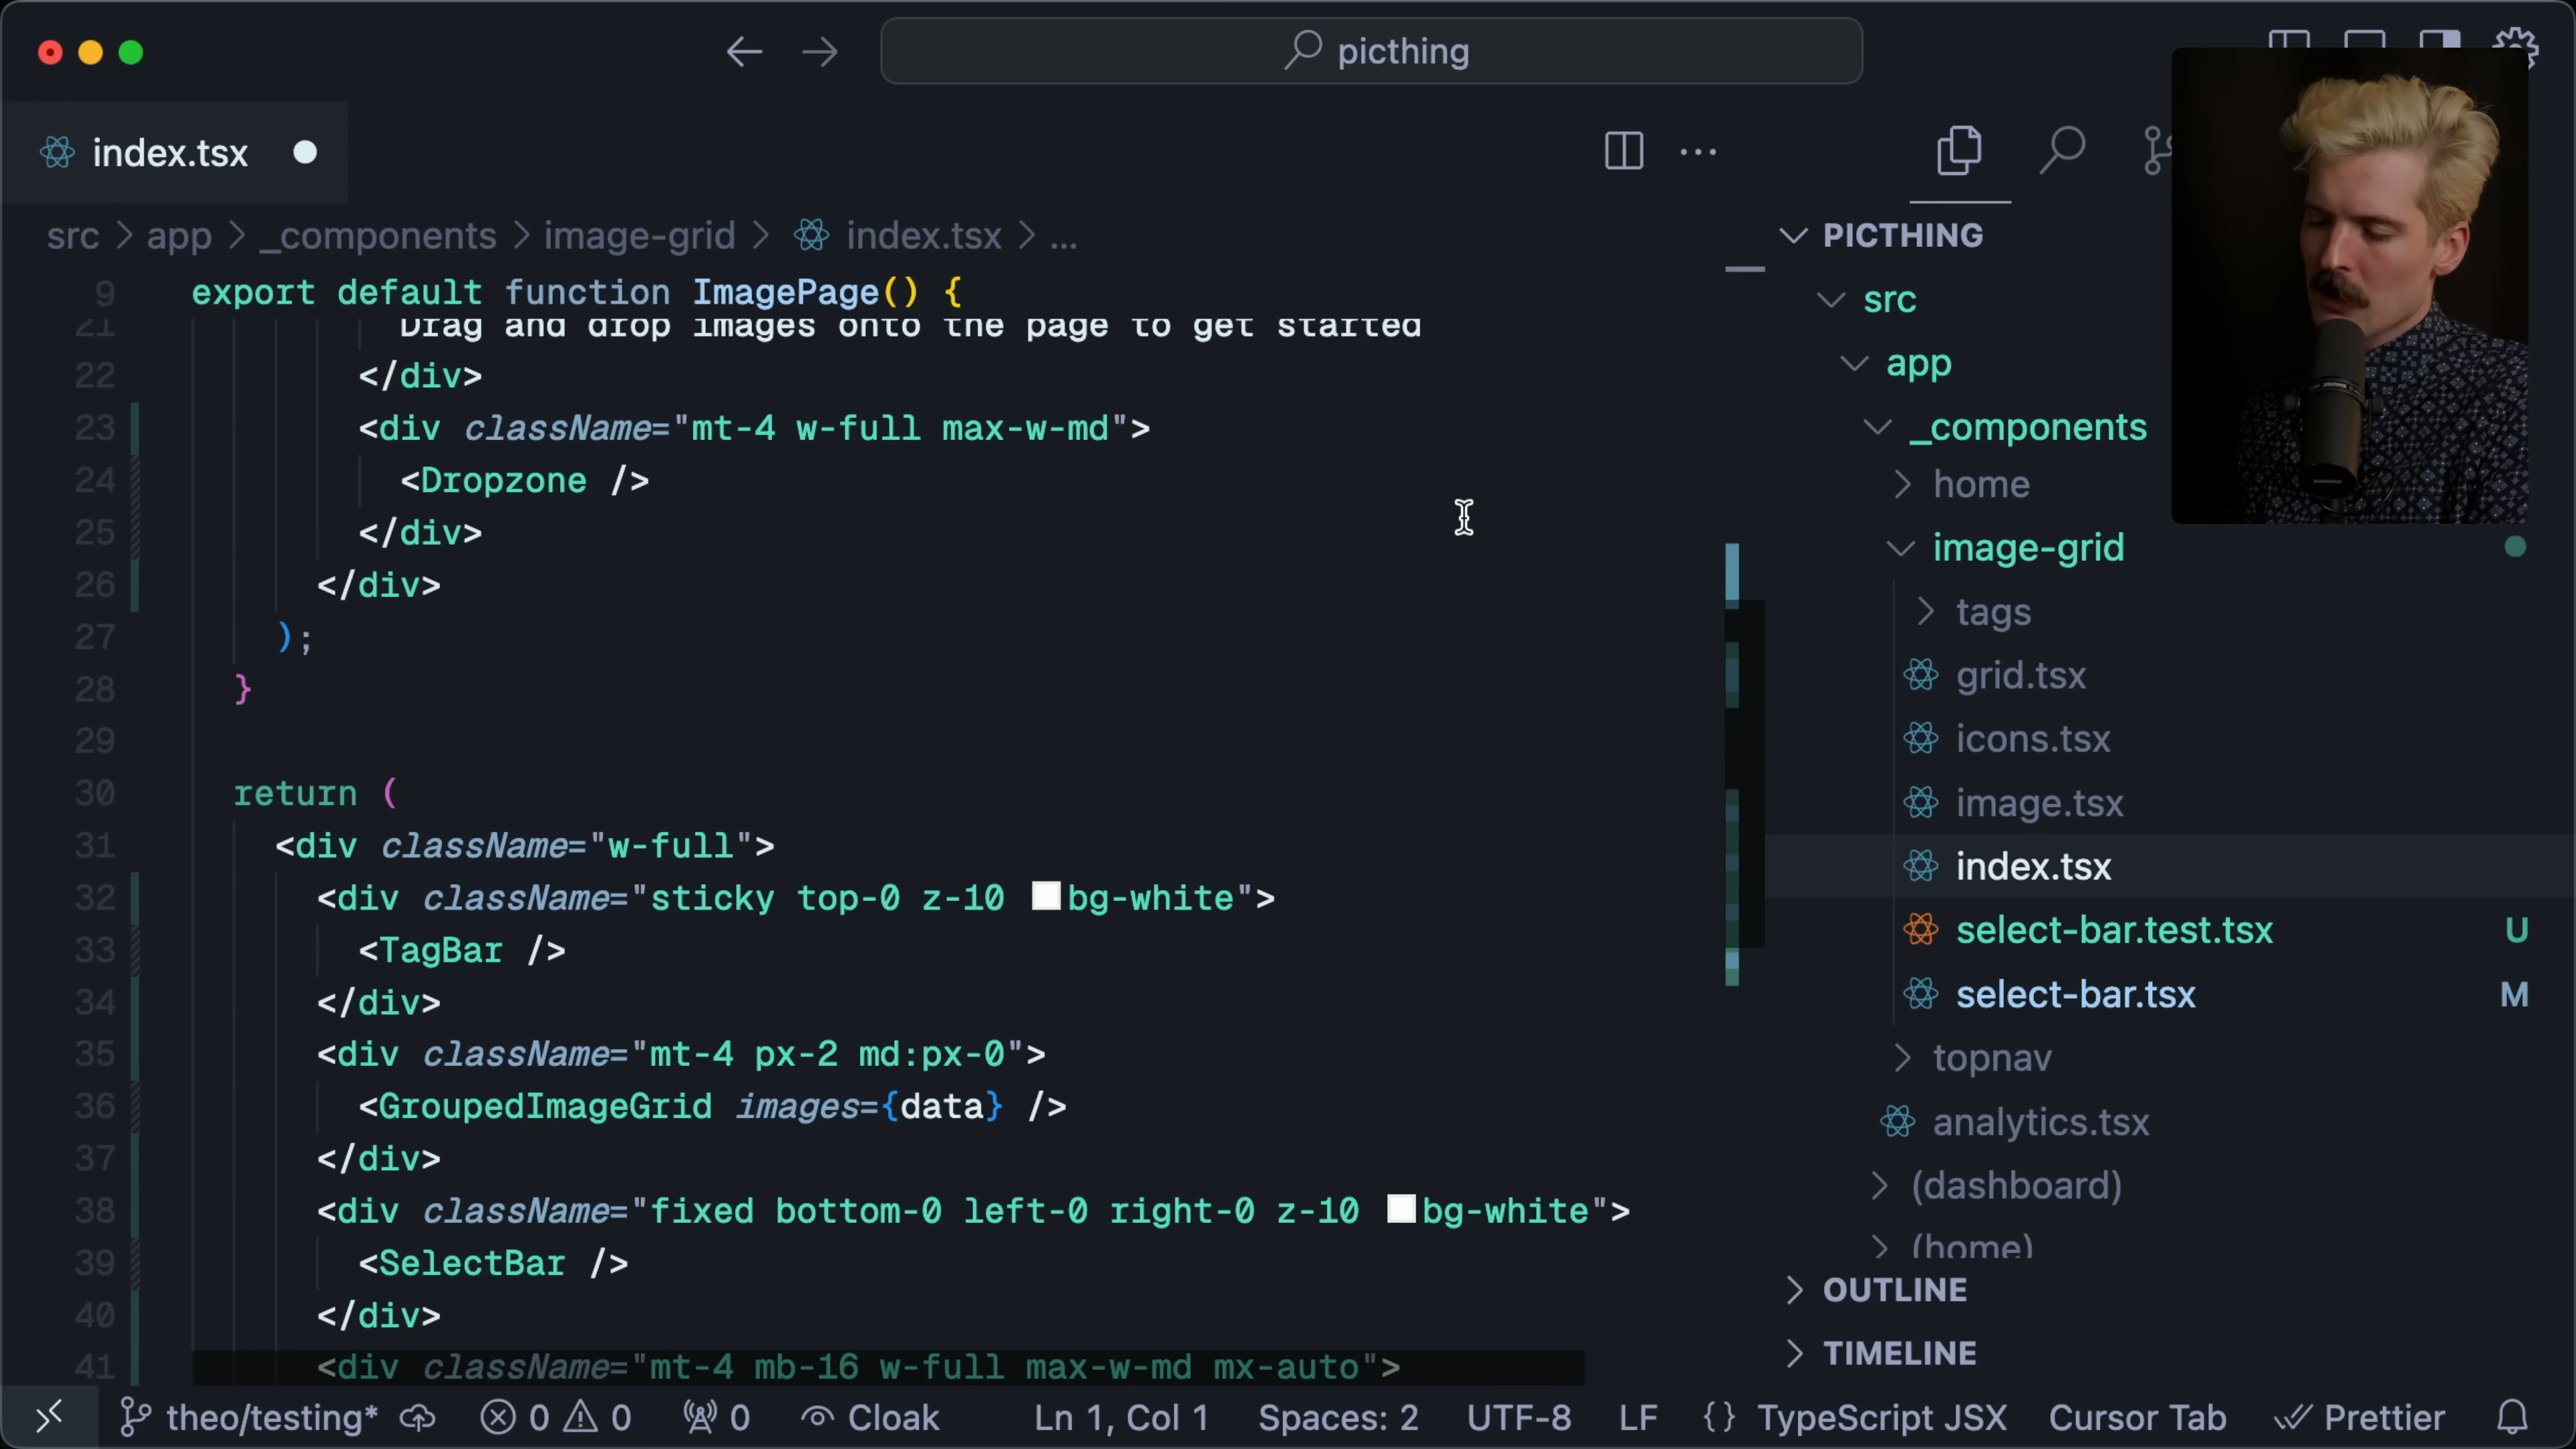 picthing
index.tsx
src > app > _components > image-grid > index.tsx > ...
9 export default function ImagePage() {
21 Drag and drop images onto the page to get started
22 </div>
23 <div className="mt-4 w-full max-w-md">
24 <Dropzone />
25 </div>
26 </div>
27 );
28 }
29
30 return (
31 <div className="w-full">
32 <div className="sticky top-0 z-10 bg-white">
33 <TagBar />
34 </div>
35 <div className="mt-4 px-2 md:px-0">
36 <GroupedImageGrid images={data} />
37 </div>
38 <div className="fixed bottom-0 left-0 right-0 z-10 bg-white">
39 <SelectBar />
40 </div>
41 <div className="mt-4 mb-16 w-full max-w-md mx-auto">
PICTHING
src
app
_components
home
image-grid
tags
grid.tsx
icons.tsx
image.tsx
index.tsx
select-bar.test.tsx U
select-bar.tsx M
topnav
analytics.tsx
(dashboard)
(home)
OUTLINE
TIMELINE
theo/testing* 0 0 0 Cloak Ln 1, Col 1 Spaces: 2 UTF-8 LF {} TypeScript JSX Cursor Tab Prettier